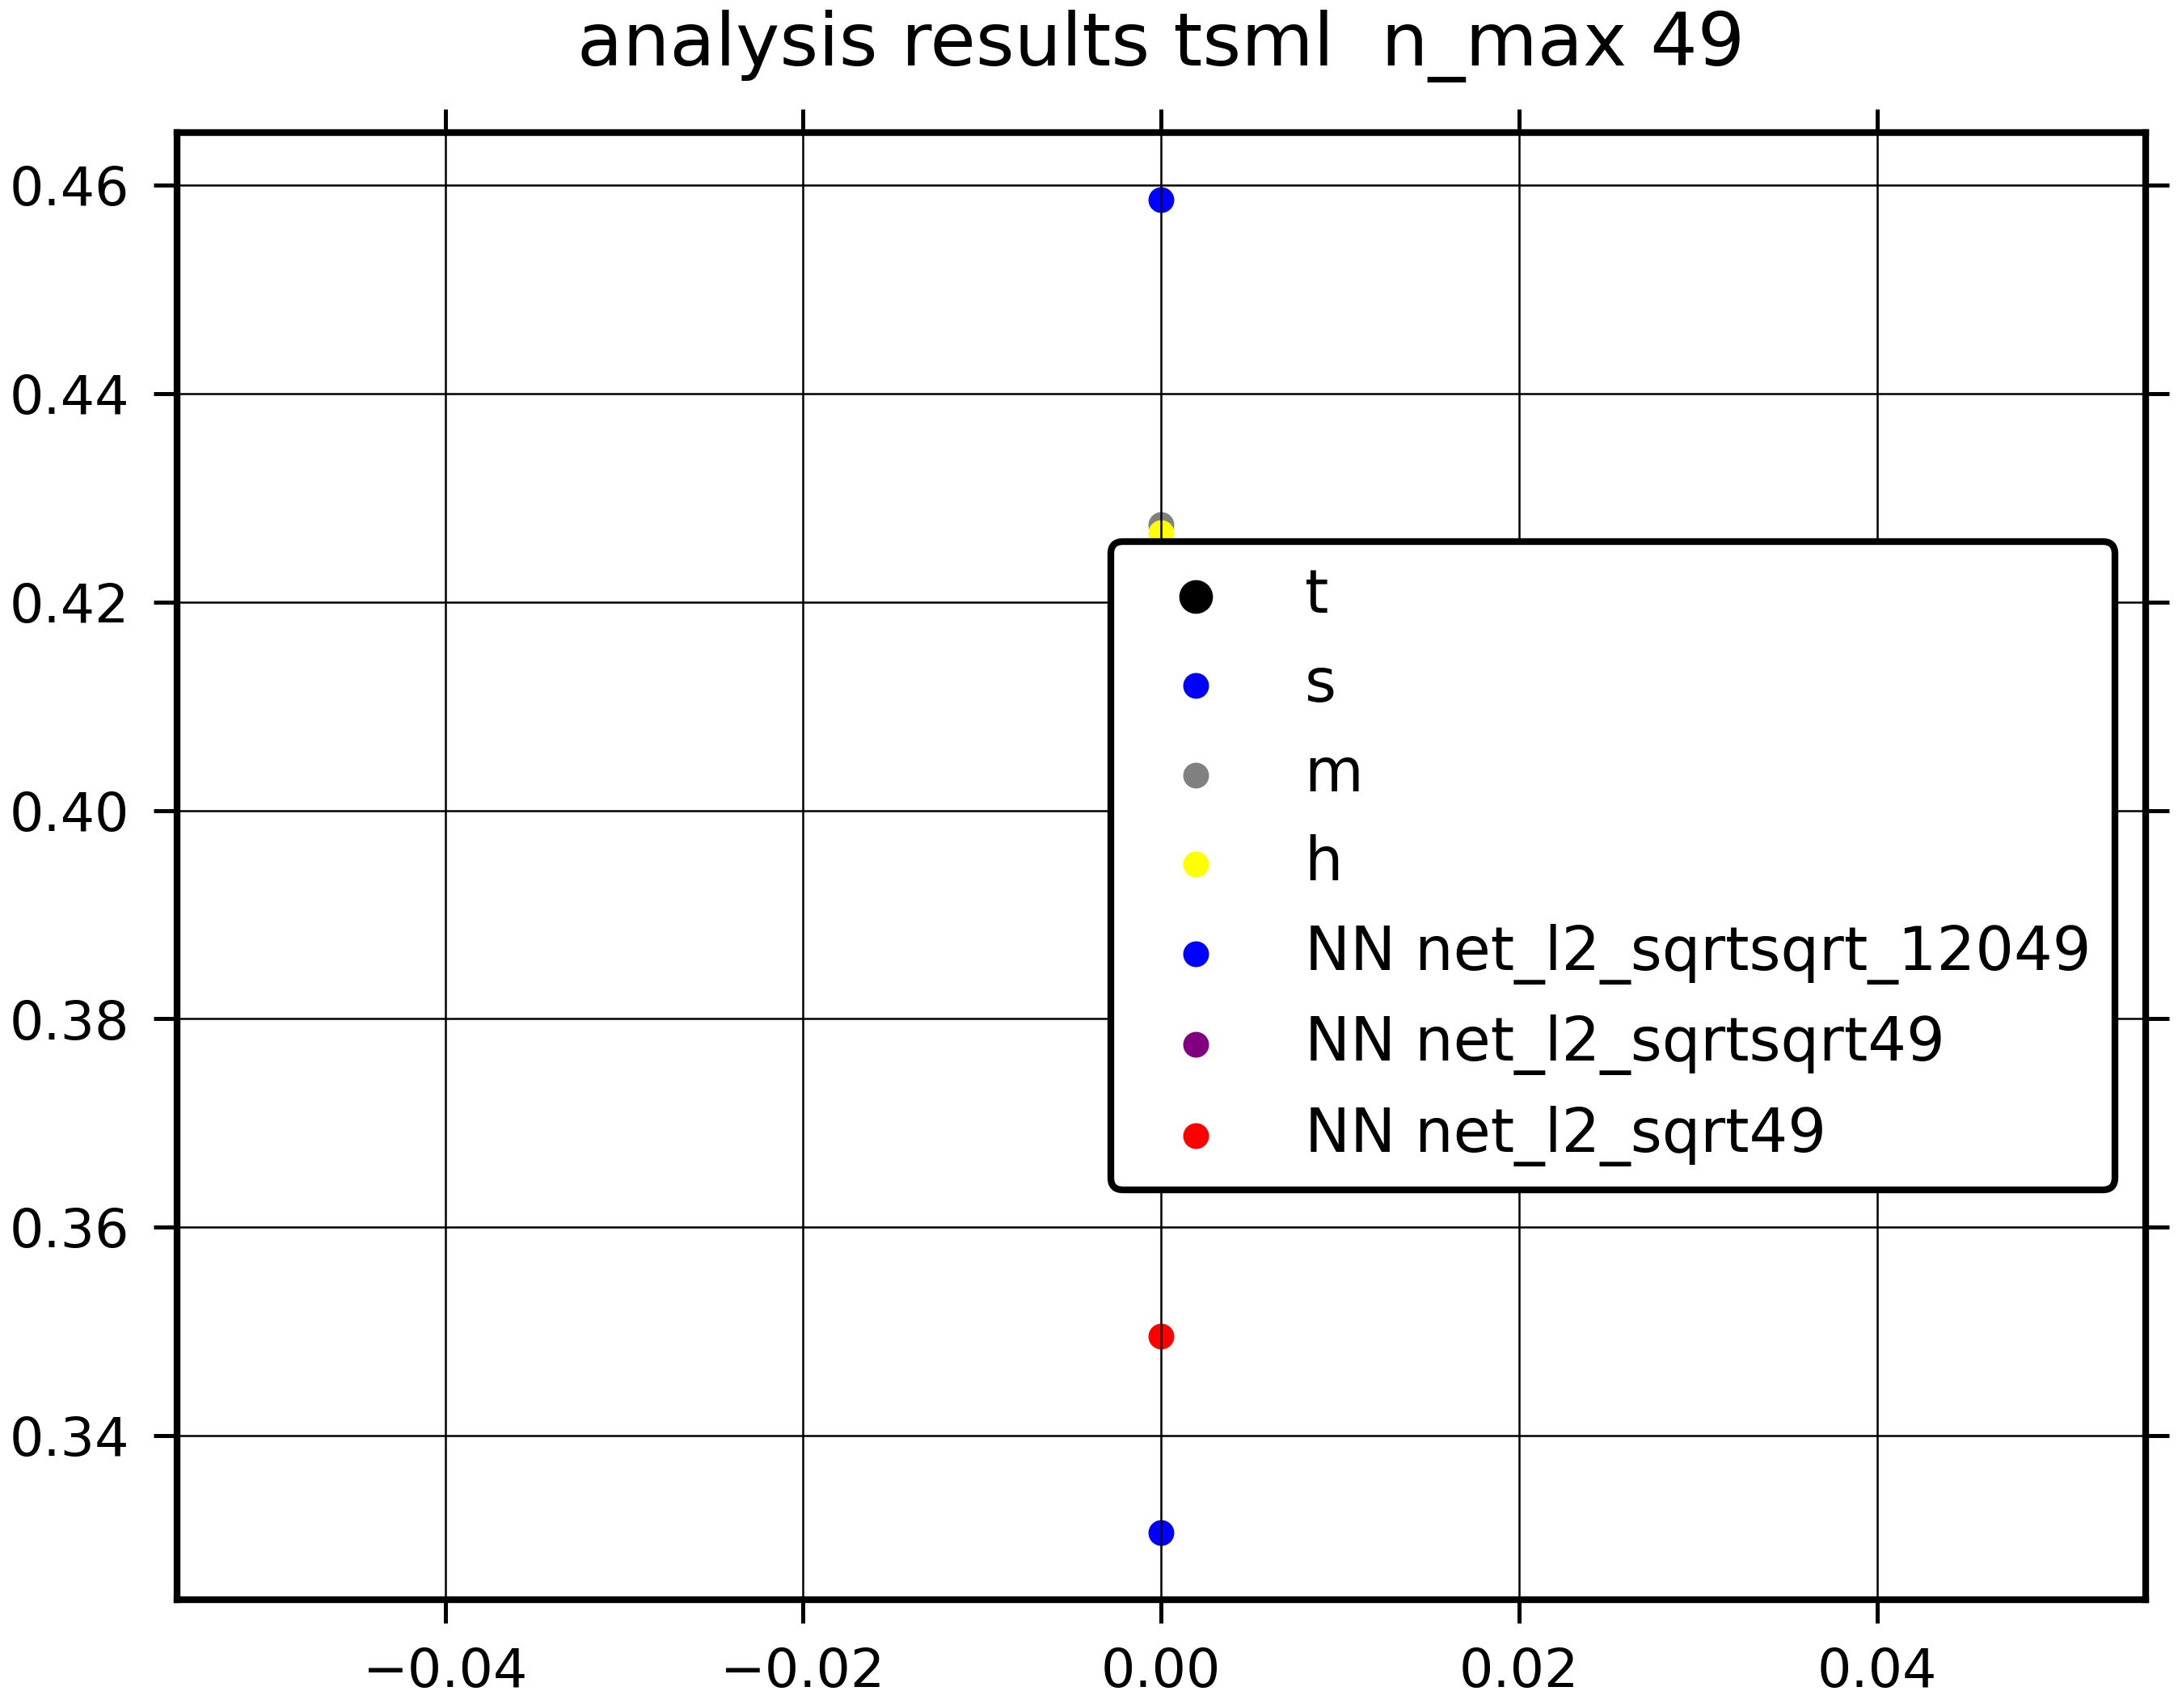 analysis results tsml  n_max 49
0.46
0.44
0.42
0.40
0.38
0.36
0.34
t
s
m
h
NN net_l2_sqrtsqrt_12049
NN net_l2_sqrtsqrt49
NN net_l2_sqrt49
−0.04 −0.02 0.00 0.02 0.04